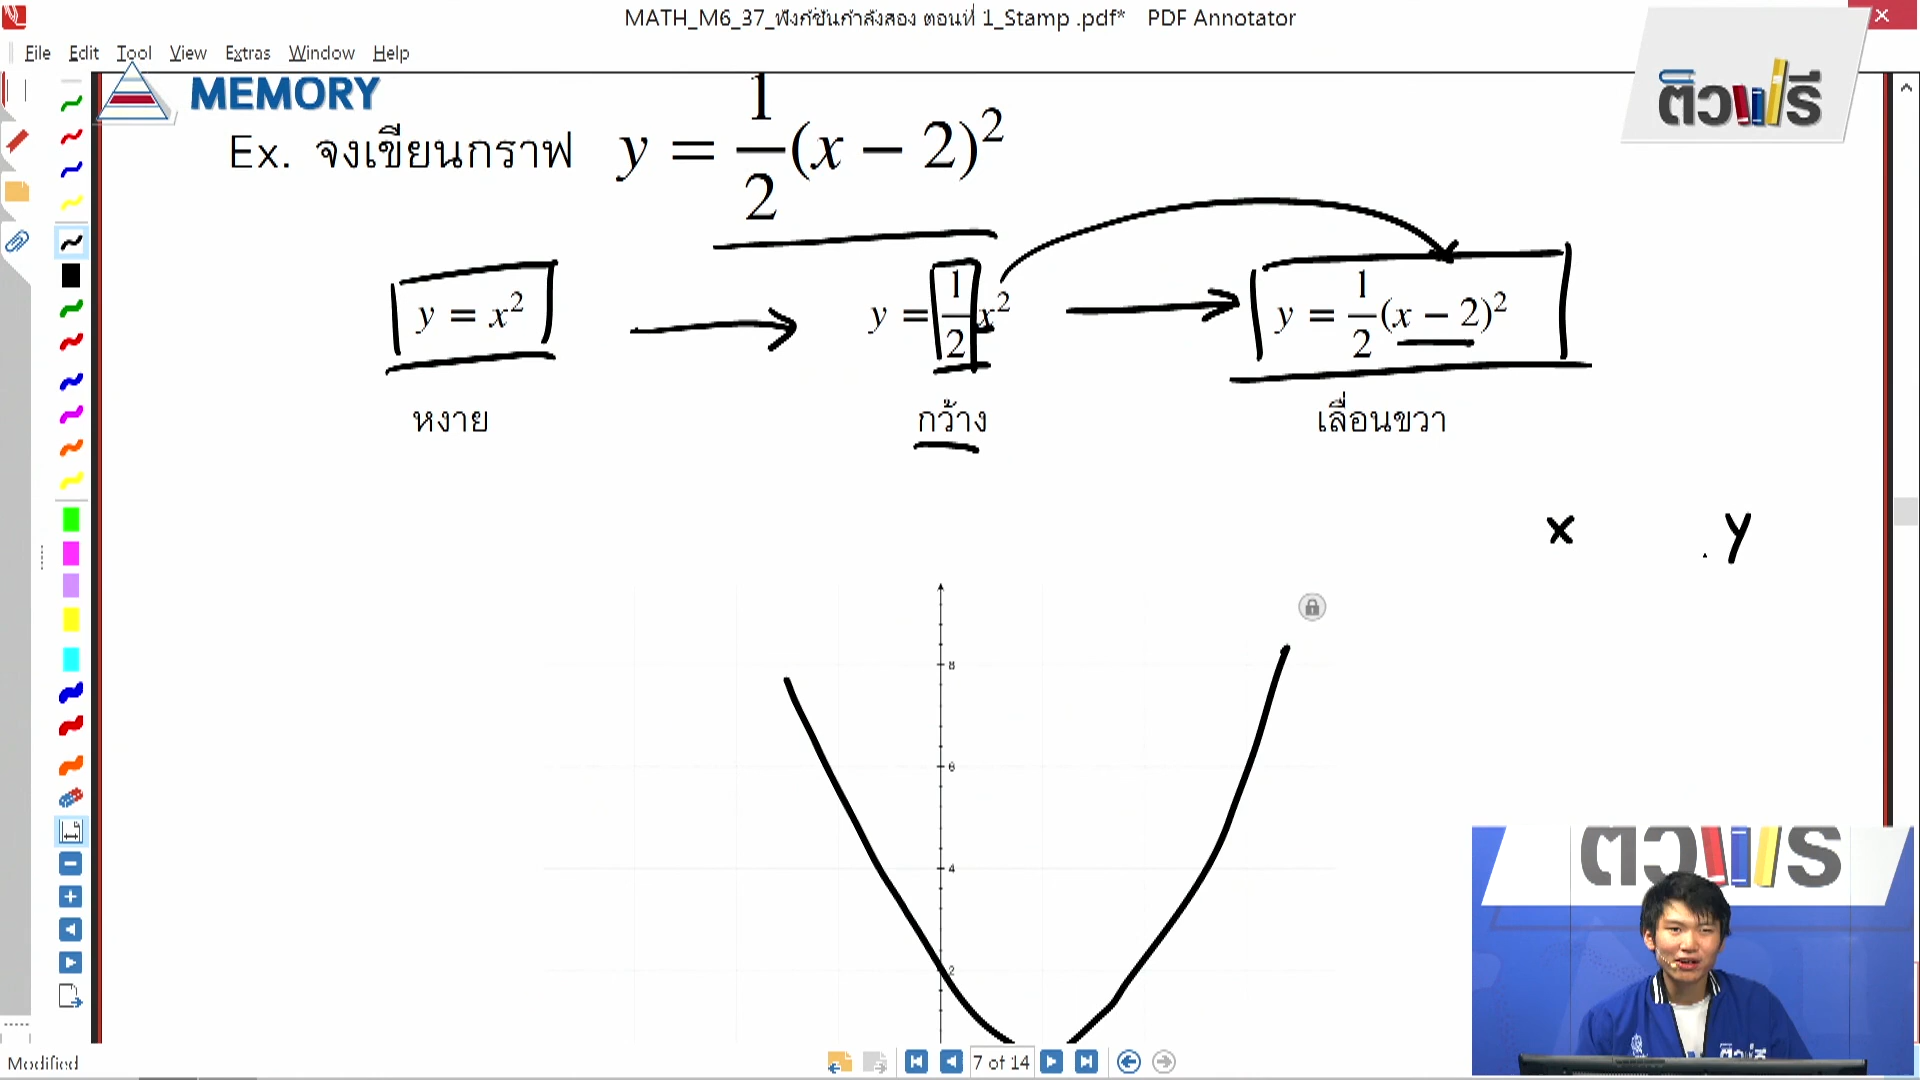 MATH_M6_37_ฟังก์ชันกำลังสอง ตอนที่ 1_Stamp .pdf* PDF Annotator
File Edit Tool View Extras Window Help
MEMORY
ติวฟรี
Ex. จงเขียนกราฟ y = 1/2 (x − 2)²
y = x² y = 1/2 x² y = 1/2 (x − 2)²
หงาย กว้าง เลื่อนขวา
x y
8
6
4
2
ติวฟรี
Modified 7 of 14